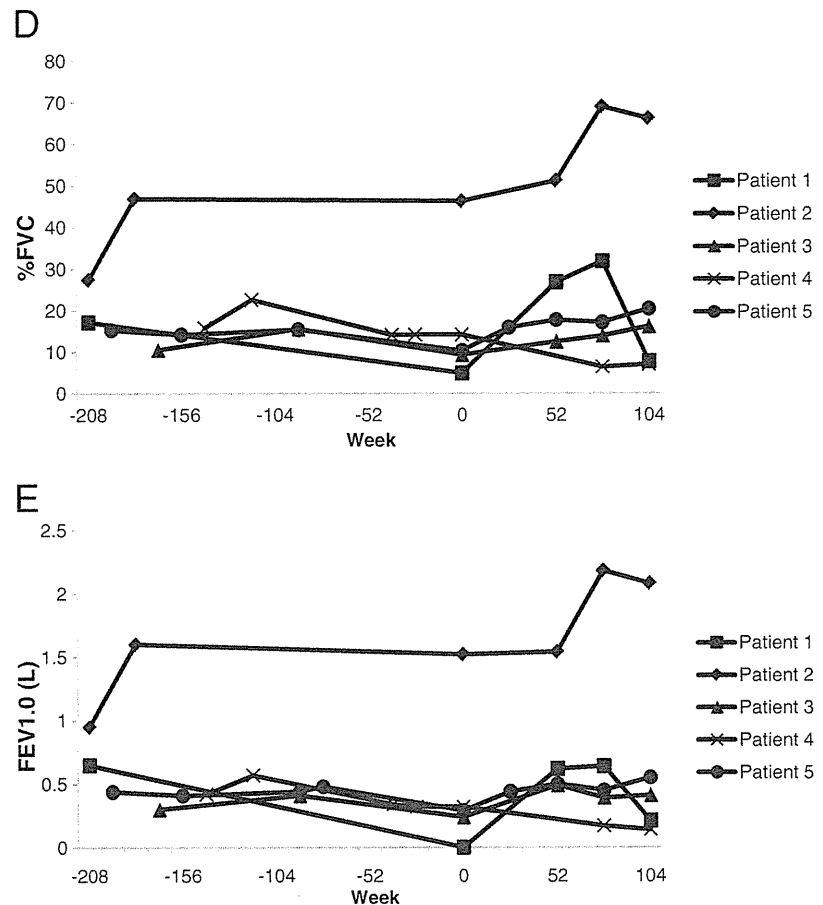 D
80
70
60
50
40
30
20
10
0
%FVC
-208 -156 -104 -52 0 52 104
Week
Patient 1
Patient 2
Patient 3
Patient 4
Patient 5
E
2.5
2
1.5
1
0.5
0
FEV1.0 (L)
-208 -156 -104 -52 0 52 104
Week
Patient 1
Patient 2
Patient 3
Patient 4
Patient 5